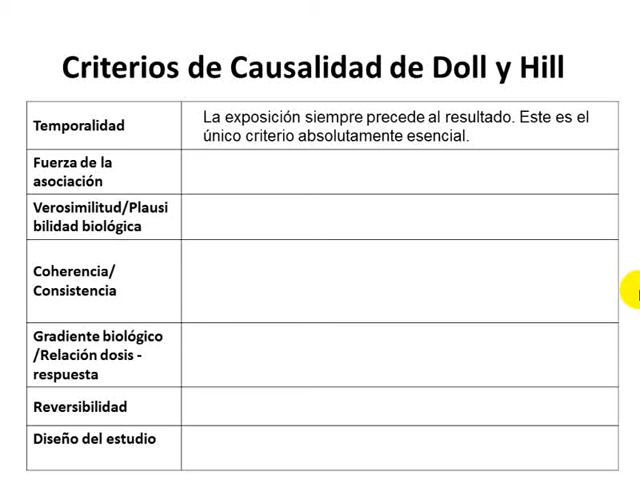 Criterios de Causalidad de Doll y Hill
Temporalidad
La exposición siempre precede al resultado. Este es el
único criterio absolutamente esencial.
Fuerza de la
asociación
Verosimilitud/Plausi
bilidad biológica
Coherencia/
Consistencia
Gradiente biológico
/Relación dosis -
respuesta
Reversibilidad
Diseño del estudio